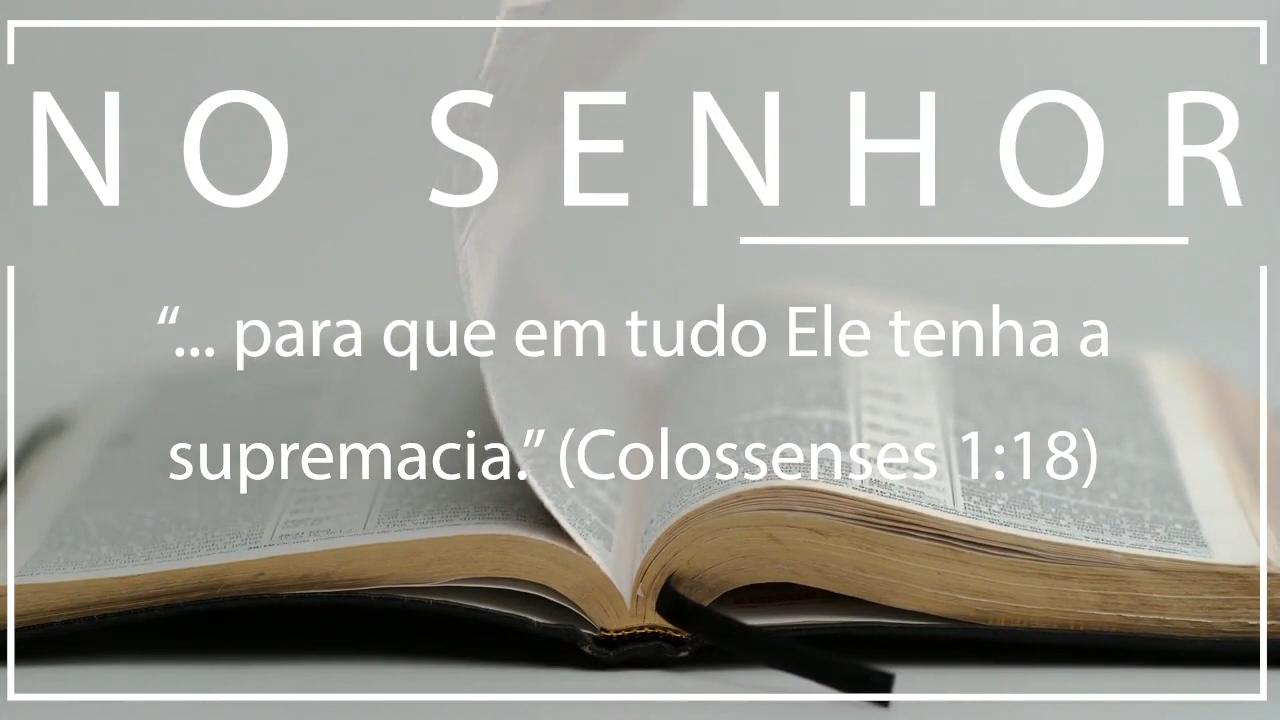 NO SENHOR
“... para que em tudo Ele tenha a
supremacia.” (Colossenses 1:18)